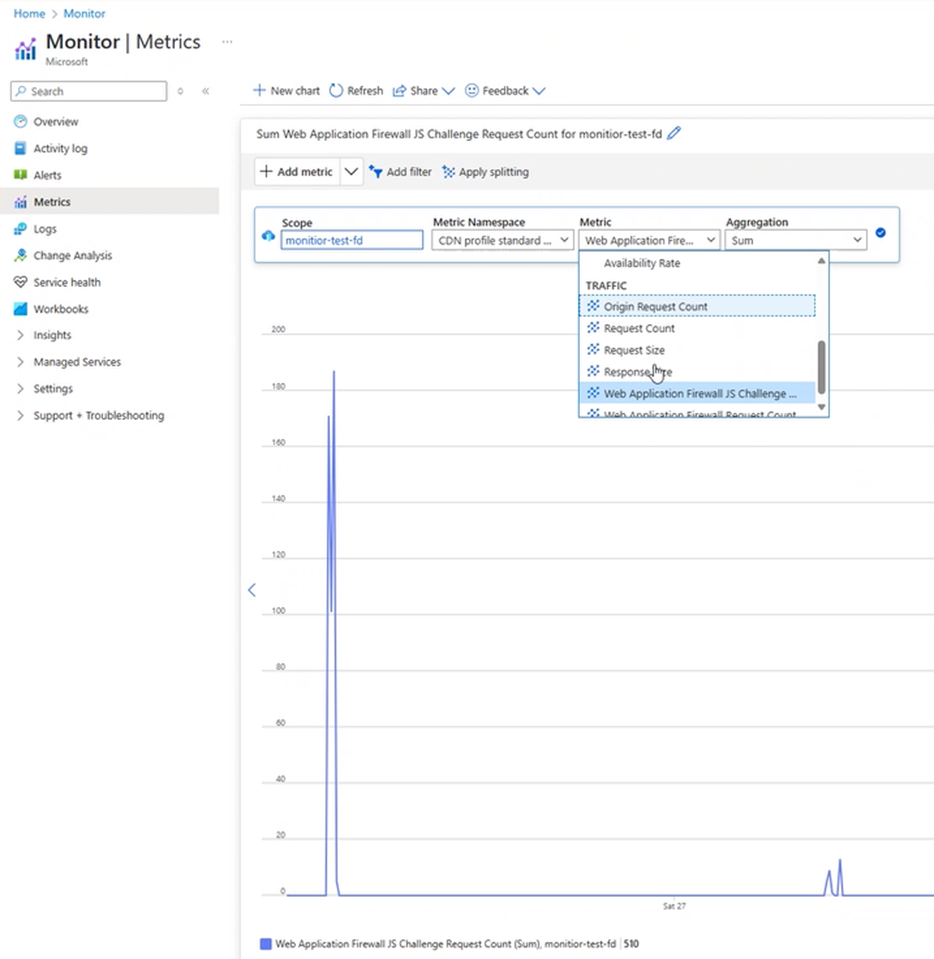 Home > Monitor
Monitor | Metrics ...
Microsoft
Search
Overview
Activity log
Alerts
Metrics
Logs
Change Analysis
Service health
Workbooks
Insights
Managed Services
Settings
Support + Troubleshooting
New chart Refresh Share Feedback
Sum Web Application Firewall JS Challenge Request Count for monitior-test-fd
Add metric Add filter Apply splitting
Scope Metric Namespace Metric Aggregation
monitior-test-fd CDN profile standard ... Web Application Fire... Sum
Availability Rate
TRAFFIC
Origin Request Count
Request Count
Request Size
Response Size
Web Application Firewall JS Challenge ...
Web Application Firewall Request Count
200
180
160
140
120
100
80
60
40
20
0
Sat 27
Web Application Firewall JS Challenge Request Count (Sum), monitior-test-fd | 510